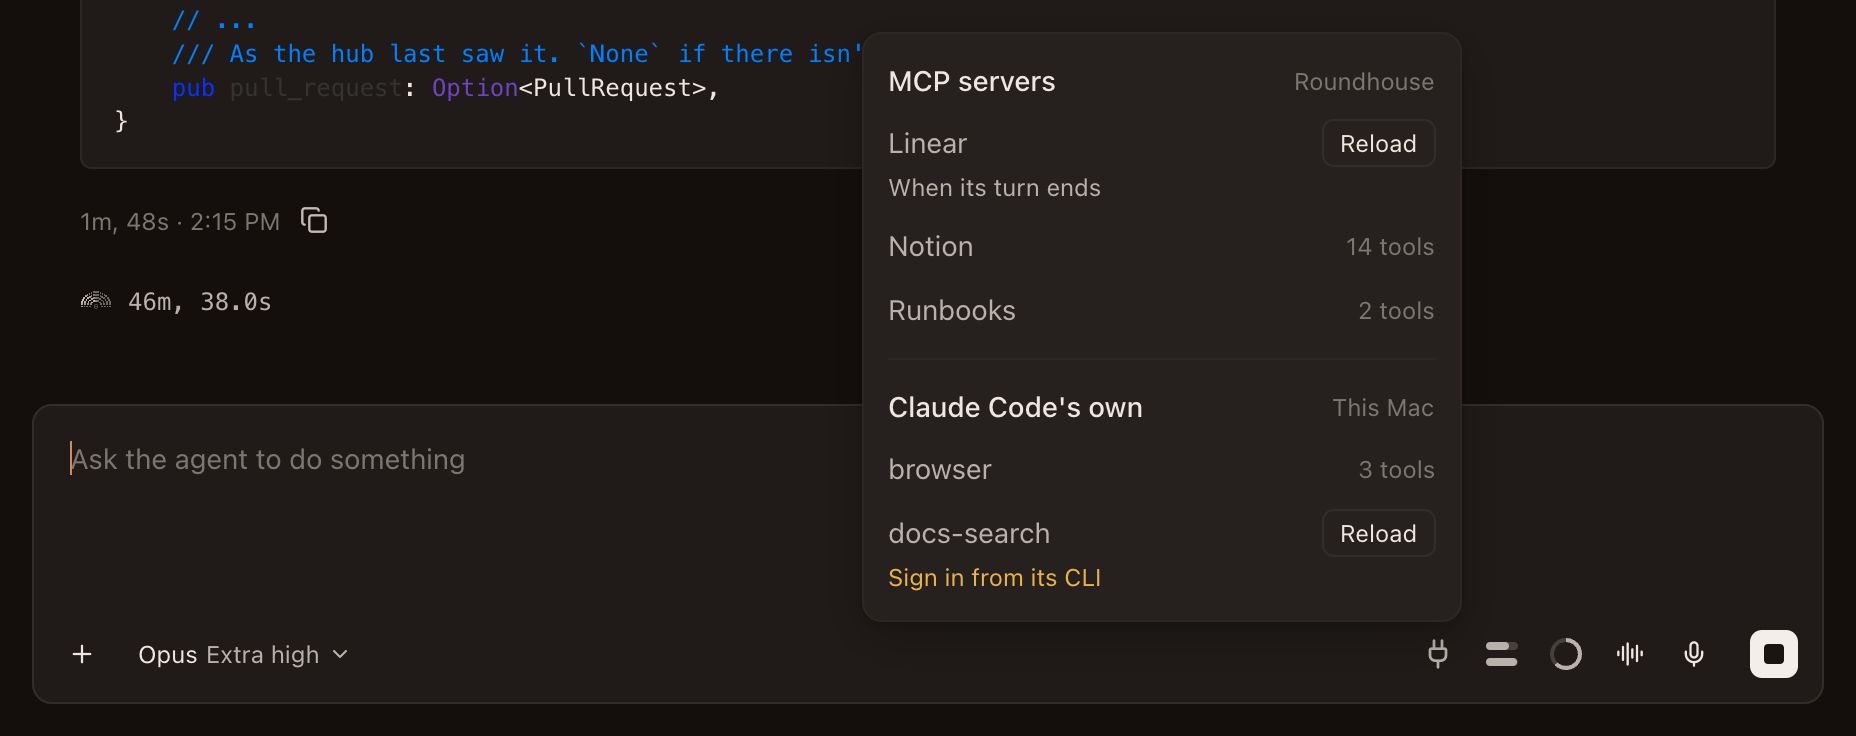 // ...
/// As the hub last saw it. `None` if there isn'
pub pull_request: Option<PullRequest>,
}
1m, 48s · 2:15 PM
46m, 38.0s
MCP servers Roundhouse
Linear Reload
When its turn ends
Notion 14 tools
Runbooks 2 tools
Claude Code's own This Mac
browser 3 tools
docs-search Reload
Sign in from its CLI
Ask the agent to do something
Opus Extra high